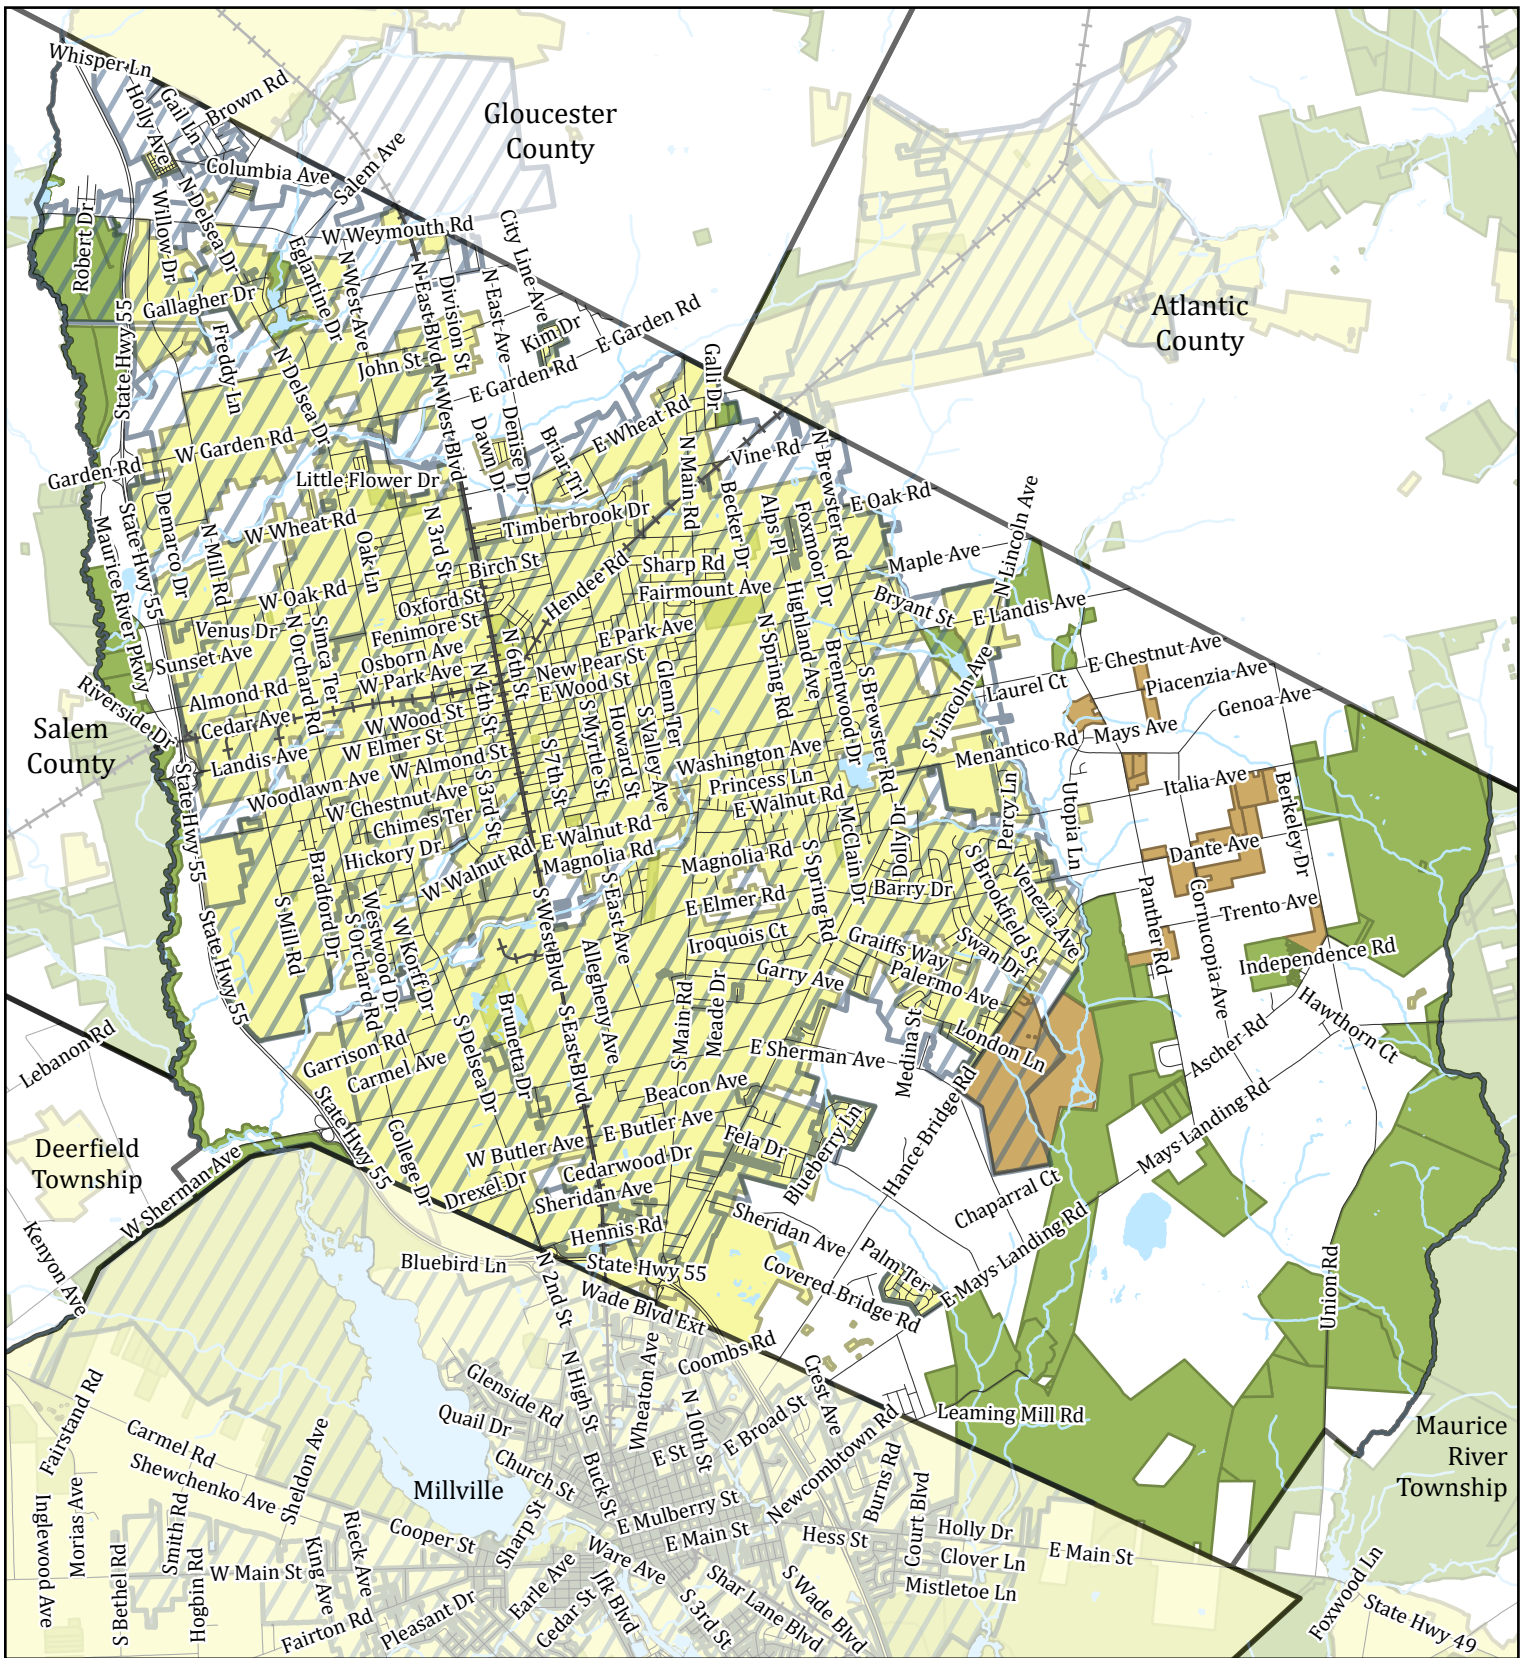 Whisper Ln
Holly Ave
Gail Ln
Brown Rd
Gloucester
County
Columbia Ave
Salem Ave
Robert Dr
Willow Dr
N Delsea Dr
Eglantine Dr
W Weymouth Rd
N West Ave
N East Blvd
Division St
N East Ave
City Line Ave
Gallagher Dr
Freddy Ln
State Hwy 55
N Delsea Dr
John St
Kim Dr
E Garden Rd
E Garden Rd
N West Blvd
Galli Dr
Atlantic
County
Garden Rd
W Garden Rd
Little Flower Dr
Dawn Dr
Denise Dr
Briar Trl
E Wheat Rd
N Main Rd
Vine Rd
N Brewster Rd
E Oak Rd
Maurice River Pkwy
State Hwy 55
Demarco Dr
N Mill Rd
W Wheat Rd
Oak Ln
N 3rd St
Timberbrook Dr
Becker Dr
Alps Pl
Foxmoor Dr
Maple Ave
N Lincoln Ave
Birch St
Hendee Rd
Sharp Rd
Fairmount Ave
W Oak Rd
Oxford St
Venus Dr
Fenimore St
Osborn Ave
Sunset Ave
N Orchard Rd
Simca Ter
N 6th St
E Park Ave
New Pear St
Highland Ave
Bryant St
E Landis Ave
N Spring Rd
Brentwood Dr
S Brewster Rd
E Chestnut Ave
Laurel Ct
Piacenzia Ave
Genoa Ave
Riverside Dr
Salem
County
Almond Rd
W Park Ave
N 4th St
E Wood St
Glenn Ter
Cedar Ave
W Wood St
S Myrtle St
Howard St
S Valley Ave
S Lincoln Ave
Menantico Rd
Mays Ave
Landis Ave
W Elmer St
W Almond St
S 7th St
Washington Ave
Princess Ln
Italia Ave
Berkeley Dr
State Hwy 55
Woodlawn Ave
W Chestnut Ave
S 3rd St
Chimes Ter
E Walnut Rd
McClain Dr
Dolly Dr
Percy Ln
Utopia Ln
Hickory Dr
W Walnut Rd
E Walnut Rd
Magnolia Rd
Magnolia Rd
Dante Ave
S Mill Rd
Bradford Dr
S Orchard Rd
Westwood Dr
W Korff Dr
S West Blvd
S East Ave
E Elmer Rd
Iroquois Ct
S Spring Rd
Barry Dr
S Brookfield St
Venezia Ave
Panther Rd
Cornucopia Ave
Trento Ave
State Hwy 55
Allegheny Ave
Graiffs Way
Swan Dr
Palermo Ave
Independence Rd
Garry Ave
Meade Dr
S Main Rd
Hawthorn Ct
Brunetta Dr
S East Blvd
S Delsea Dr
Garrison Rd
Carmel Ave
E Sherman Ave
Medina St
London Ln
Ascher Rd
Lebanon Rd
State Hwy 55
College Dr
Beacon Ave
Hance Bridge Rd
Mays Landing Rd
Deerfield
Township
W Sherman Ave
W Butler Ave
E Butler Ave
Fela Dr
Blueberry Ln
Cedarwood Dr
Drexel Dr
Sheridan Ave
Hennis Rd
Sheridan Ave
Chaparral Ct
E Mays Landing Rd
Palm Ter
Covered Bridge Rd
Union Rd
Kenyon Ave
Bluebird Ln
N 2nd St
State Hwy 55
Wade Blvd Ext
Coombs Rd
Crest Ave
Leaming Mill Rd
Maurice
River
Township
Fairstand Rd
Carmel Rd
Shewchenko Ave
Sheldon Ave
Glenside Rd
Quail Dr
N High St
Wheaton Ave
N 10th St
E St
E Broad St
Newcombtown Rd
Burns Rd
Court Blvd
Millville
Church St
Buck St
Inglewood Ave
Morias Ave
S Bethel Rd
Smith Rd
Hogbin Rd
W Main St
King Ave
Rieck Ave
Cooper St
Sharp St
E Mulberry St
E Main St
Hess St
Holly Dr
Clover Ln
Mistletoe Ln
E Main St
Ware Ave
Earle Ave
Cedar St
Jfk Blvd
Shar Lane Blvd
S Wade Blvd
S 3rd St
Fairton Rd
Pleasant Dr
Foxwood Ln
State Hwy 49